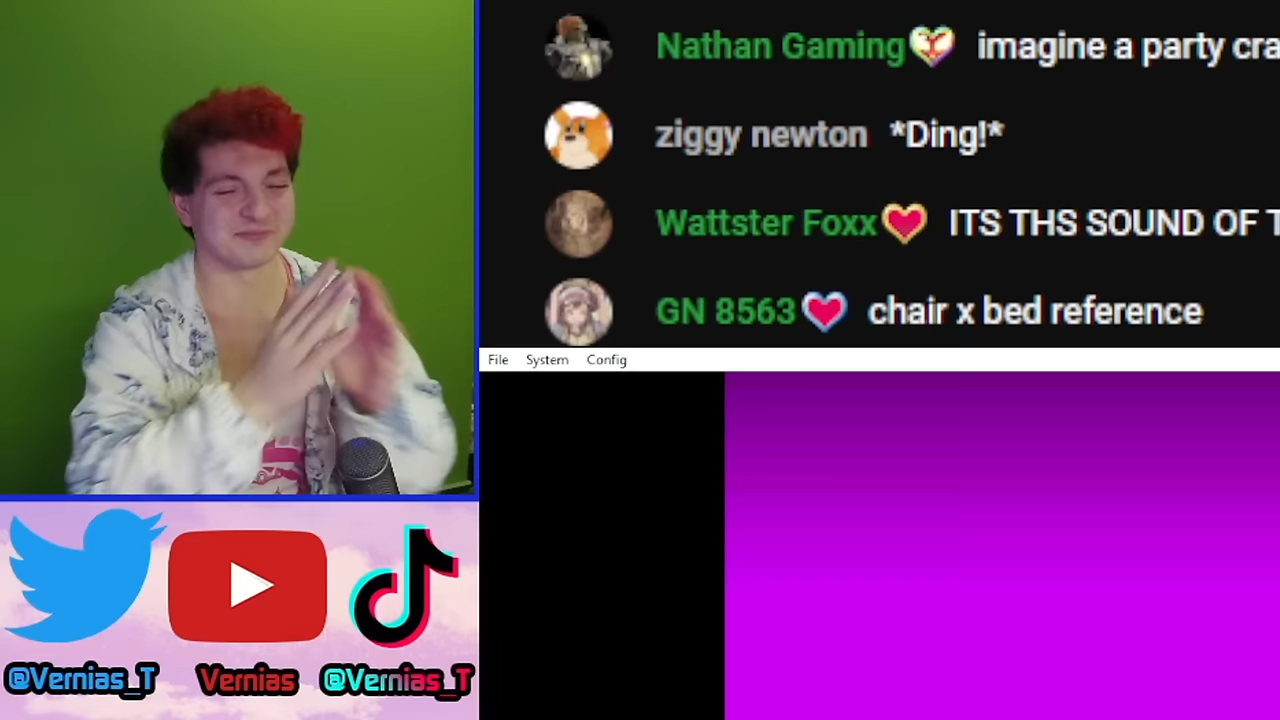 Nathan Gaming imagine a party cra
ziggy newton *Ding!*
Wattster Foxx ITS THS SOUND OF T
GN 8563 chair x bed reference
File System Config
@Vernias_T Vernias @Vernias_T